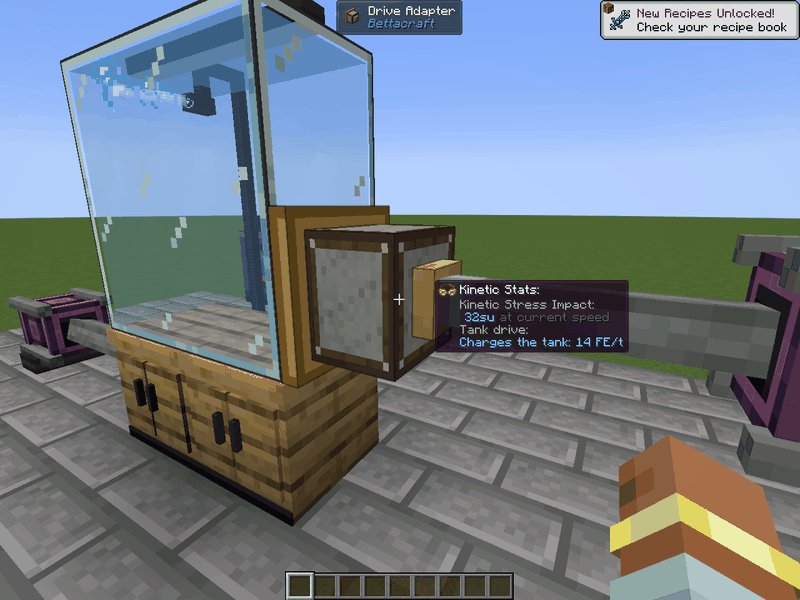 Drive Adapter
Bettacraft
New Recipes Unlocked!
Check your recipe book
Kinetic Stats:
Kinetic Stress Impact:
32su at current speed
Tank drive:
Charges the tank: 14 FE/t